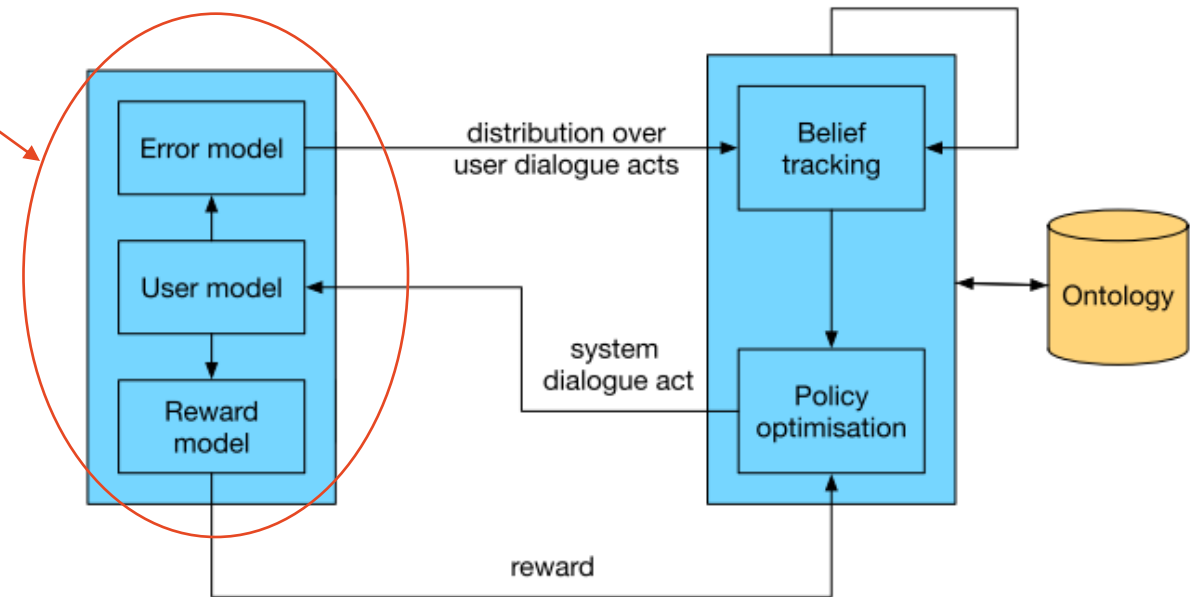 Error model
User model
Reward
model
distribution over
user dialogue acts
system
dialogue act
reward
Belief
tracking
Policy
optimisation
Ontology